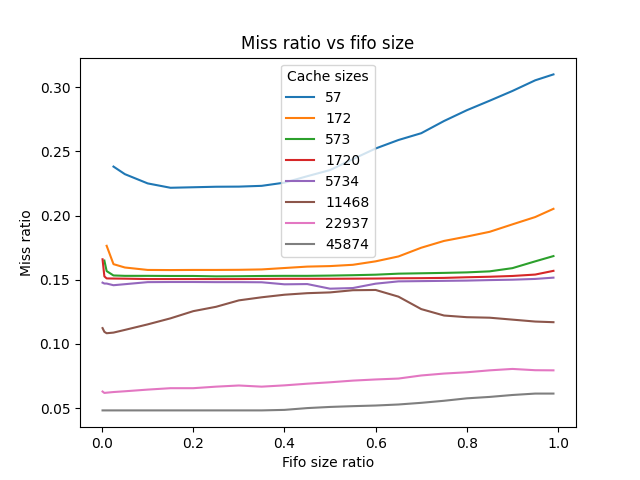 Miss ratio vs fifo size
Miss ratio
0.30
0.25
0.20
0.15
0.10
0.05
Cache sizes
57
172
573
1720
5734
11468
22937
45874
0.0 0.2 0.4 0.6 0.8 1.0
Fifo size ratio